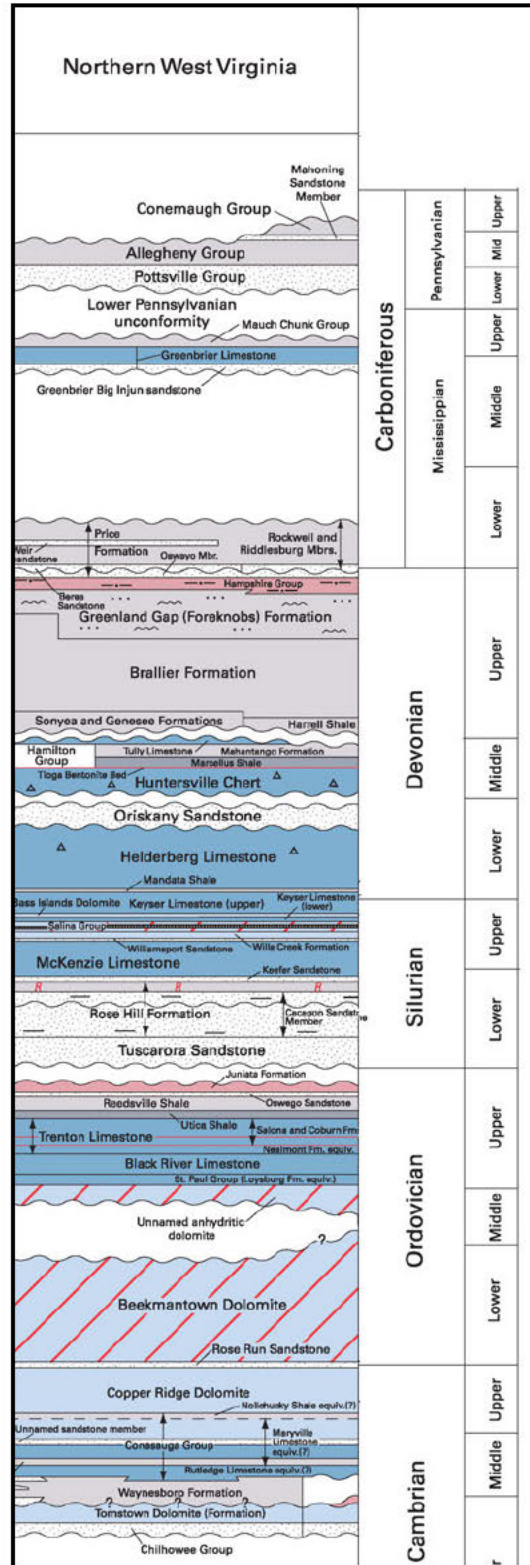 Northern West Virginia
Mahoning
Sandstone
Member
Conemaugh Group
Allegheny Group
Pottsville Group
Lower Pennsylvanian
unconformity
Mauch Chunk Group
Greenbrier Limestone
Greenbrier Big Injun sandstone
Price
Formation
Weir
sandstone
Oswayo Mbr.
Rockwell and
Riddlesburg Mbrs.
Hampshire Group
Berea
Sandstone
Greenland Gap (Foreknobs) Formation
Brallier Formation
Sonyea and Genesee Formations
Harrell Shale
Hamilton
Group
Tully Limestone
Mahantango Formation
Marcellus Shale
Tioga Bentonite Bed
Huntersville Chert
Oriskany Sandstone
Helderberg Limestone
Mandata Shale
Bass Islands Dolomite
Keyser Limestone (upper)
Keyser Limestone
(lower)
Salina Group
Williamsport Sandstone
Wills Creek Formation
McKenzie Limestone
Keefer Sandstone
R R R
Rose Hill Formation
Cacapon Sandstone
Member
Tuscarora Sandstone
Juniata Formation
Oswego Sandstone
Reedsville Shale
Utica Shale
Trenton Limestone
Salona and Coburn Fms
Nealmont Fm. equiv.
Black River Limestone
St. Paul Group (Loysburg Fm. equiv.)
Unnamed anhydritic
dolomite
?
Beekmantown Dolomite
Rose Run Sandstone
Copper Ridge Dolomite
Nolichusky Shale equiv.(?)
Unnamed sandstone member
Conasauga Group
Maryville
Limestone
equiv.(?)
Rutledge Limestone equiv.(?)
Waynesboro Formation
? ? ?
Tomstown Dolomite (Formation)
Chilhowee Group
Carboniferous
Pennsylvanian
Upper
Mid
Lower
Mississippian
Upper
Middle
Lower
Devonian
Upper
Middle
Lower
Silurian
Upper
Lower
Ordovician
Upper
Middle
Lower
Cambrian
Upper
Middle
r